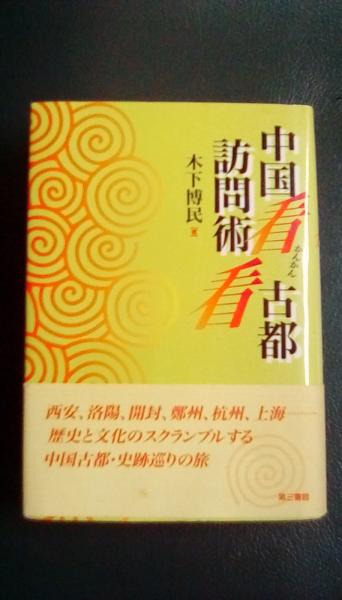 中国看看古都
かんかん
訪問術
木下博民 著
西安、洛陽、開封、鄭州、杭州、上海――
歴史と文化のスクランブルする
中国古都・史跡巡りの旅
第三書館